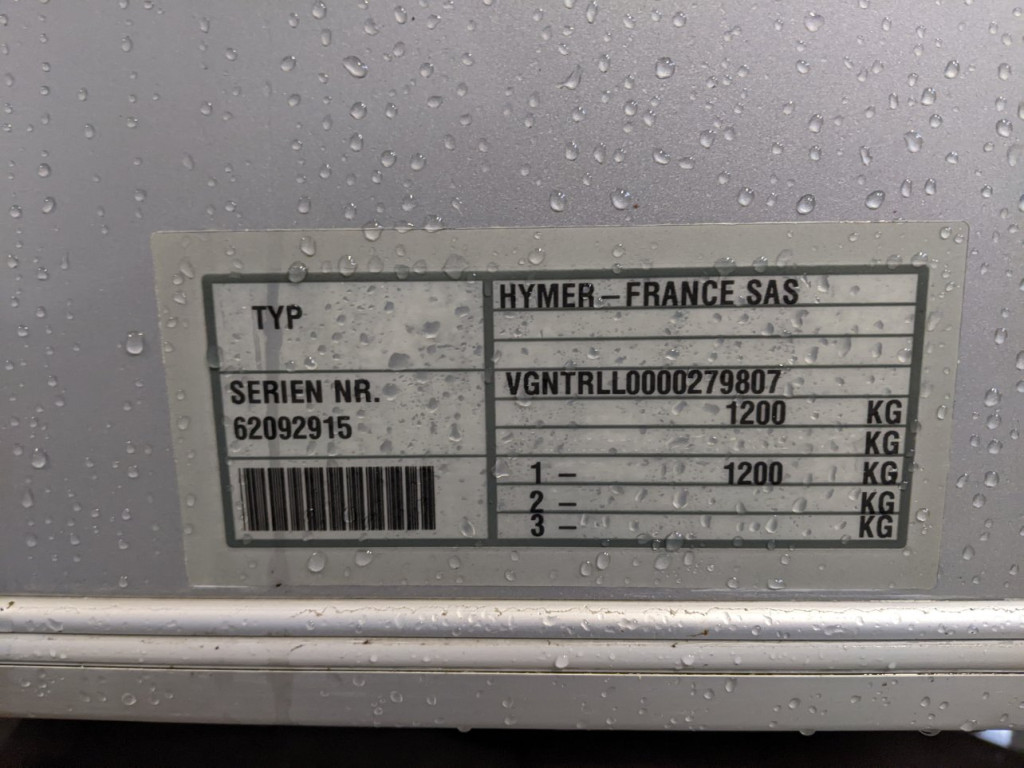 TYP
SERIEN NR.
62092915
HYMER-FRANCE SAS
VGNTRLL0000279807
1200 KG
KG
1 - 1200 KG
2 - KG
3 - KG